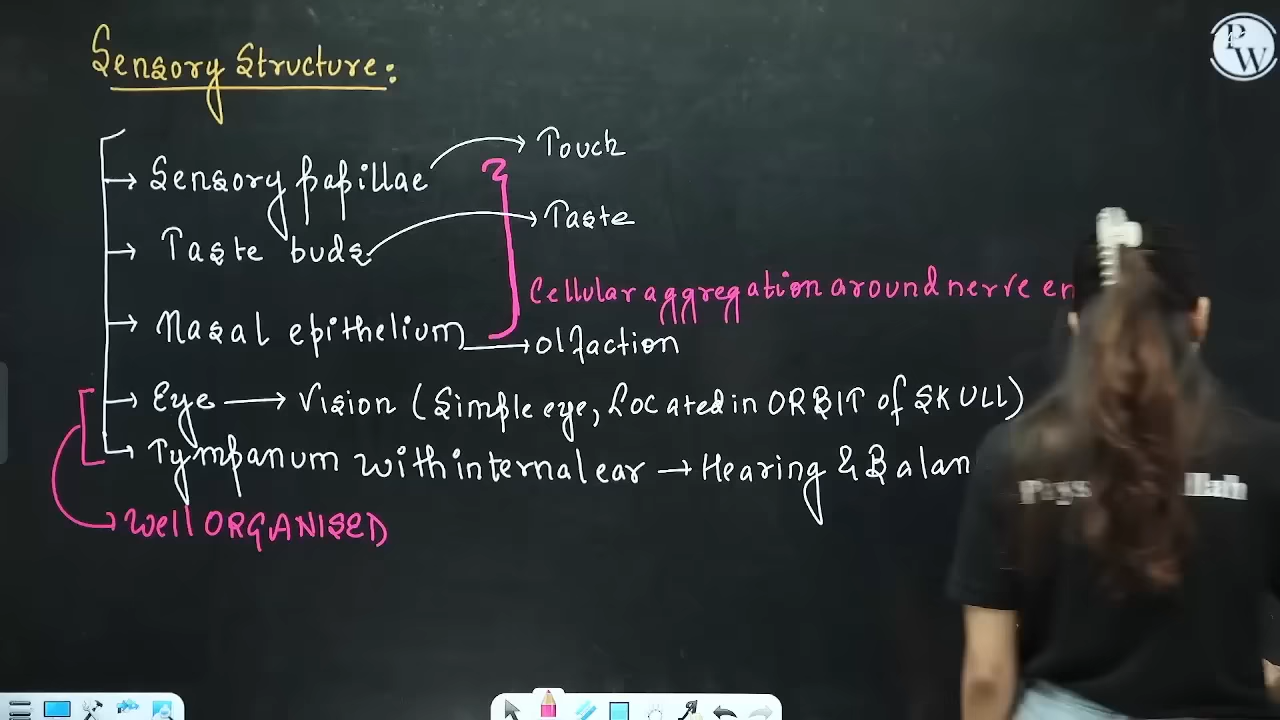 Sensory Structure:
PW
Sensory papillae → Touch
Taste buds → Taste
Cellular aggregation around nerve en
Nasal epithelium → Olfaction
Eye → Vision (Simple eye, Located in ORBIT of SKULL)
Tympanum with internal ear → Hearing & Balan
→ Well ORGANISED